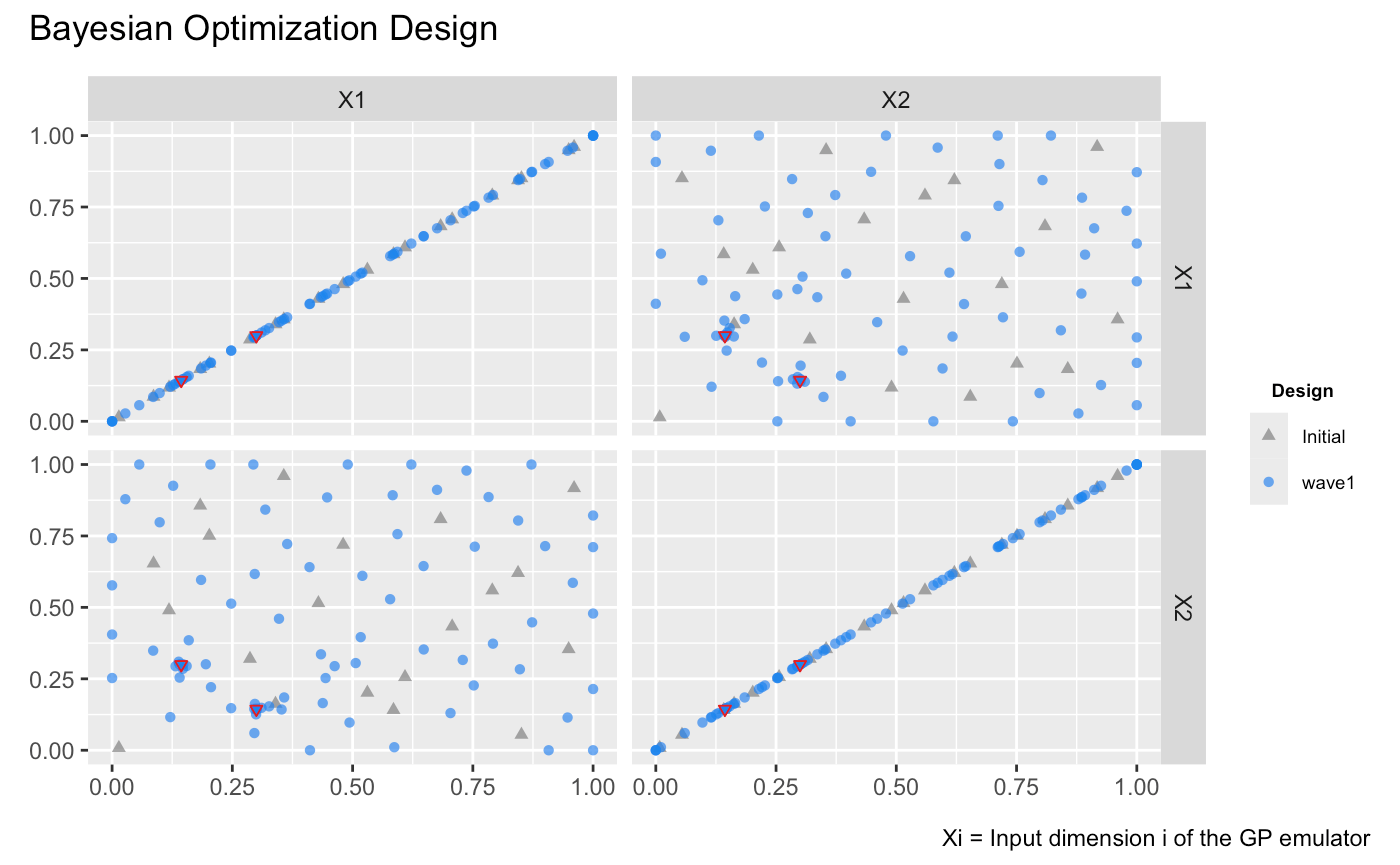 Bayesian Optimization Design
X1 X2
1.00
0.75
0.50
0.25
0.00
X1
1.00
0.75
0.50
0.25
0.00
X2
0.00 0.25 0.50 0.75 1.00 0.00 0.25 0.50 0.75 1.00
Design
Initial
wave1
Xi = Input dimension i of the GP emulator